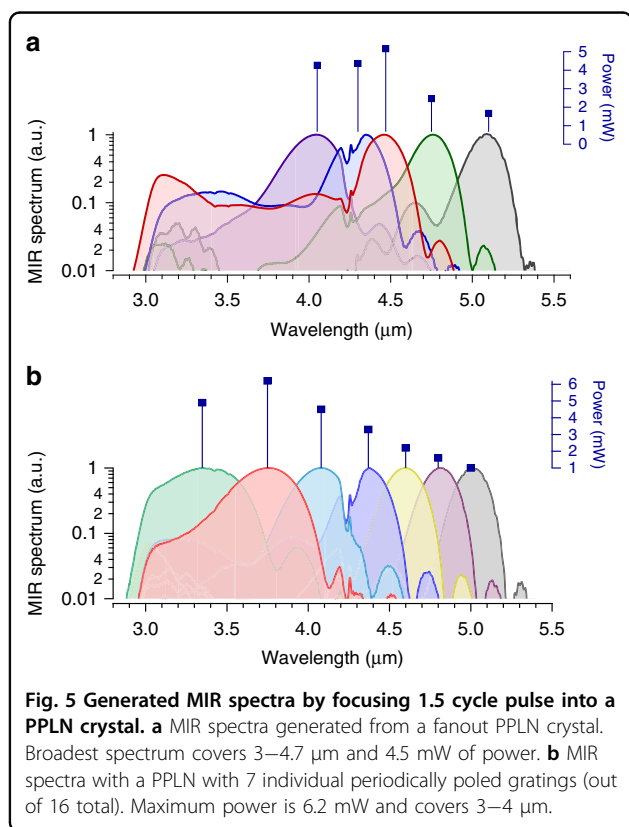 a
5
4
3
2
1
0
Power (mW)
MIR spectrum (a.u.)
1
4
2
0.1
4
2
0.01
3.0 3.5 4.0 4.5 5.0 5.5
Wavelength (μm)
b
6
5
4
3
2
1
Power (mW)
MIR spectrum (a.u.)
1
4
2
0.1
4
2
0.01
3.0 3.5 4.0 4.5 5.0 5.5
Wavelength (μm)
Fig. 5 Generated MIR spectra by focusing 1.5 cycle pulse into a
PPLN crystal. a MIR spectra generated from a fanout PPLN crystal.
Broadest spectrum covers 3–4.7 μm and 4.5 mW of power. b MIR
spectra with a PPLN with 7 individual periodically poled gratings (out
of 16 total). Maximum power is 6.2 mW and covers 3–4 μm.